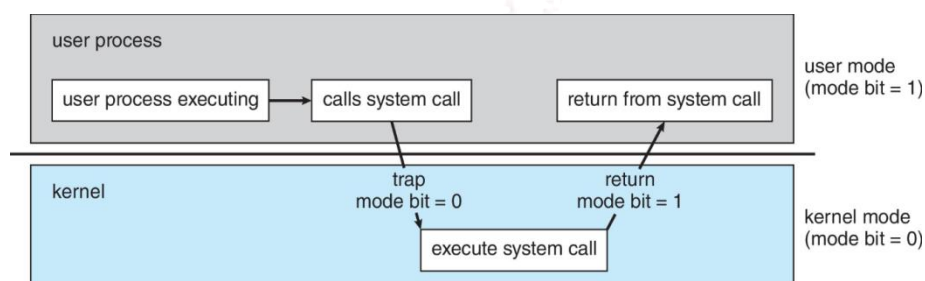 user process
user process executing
calls system call
return from system call
user mode
(mode bit = 1)
kernel
trap
mode bit = 0
return
mode bit = 1
execute system call
kernel mode
(mode bit = 0)